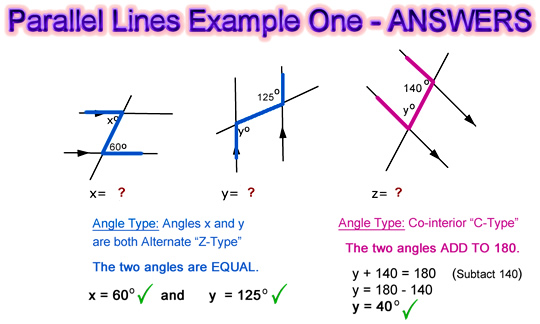 Parallel Lines Example One - ANSWERS
x°
60°
125°
y°
140°
y°
x= ?
y= ?
z= ?
Angle Type: Angles x and y
are both Alternate “Z-Type”
The two angles are EQUAL.
x = 60° ✓ and y = 125° ✓
Angle Type: Co-interior “C-Type”
The two angles ADD TO 180.
y + 140 = 180 (Subtact 140)
y = 180 - 140
y = 40° ✓